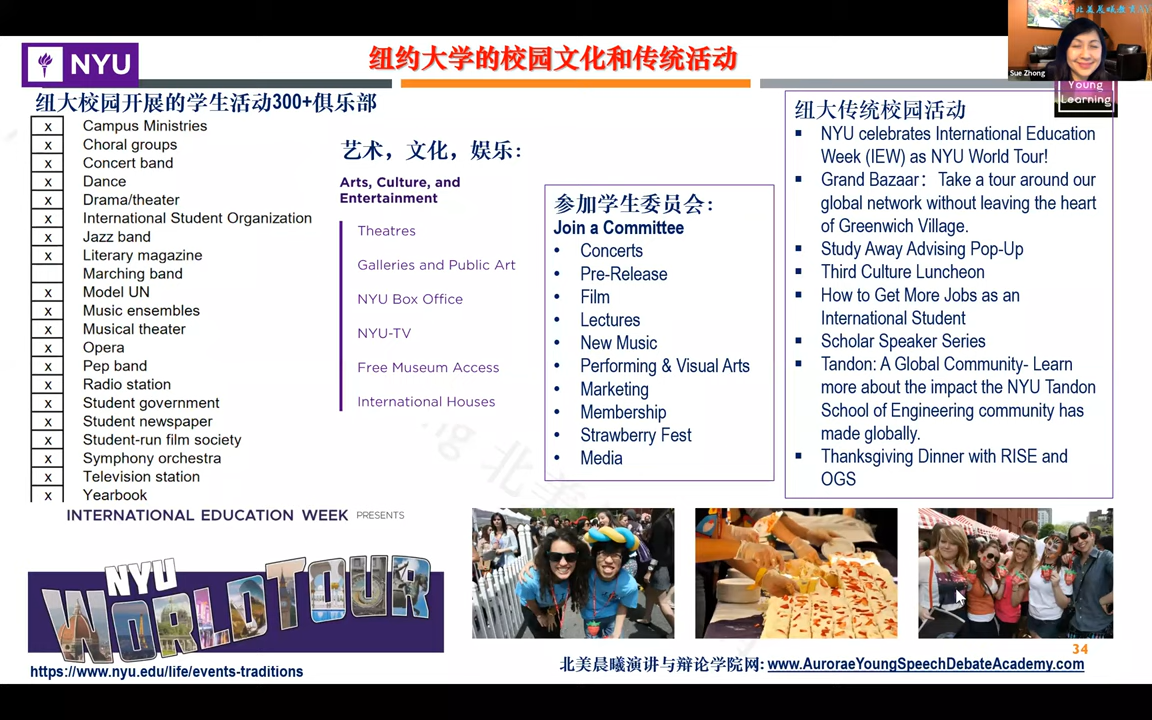 北美晨曦教育
Sue Zhong
NYU
纽约大学的校园文化和传统活动
Young
Learning
纽大校园开展的学生活动300+俱乐部
x Campus Ministries
x Choral groups
x Concert band
x Dance
x Drama/theater
x International Student Organization
x Jazz band
x Literary magazine
Marching band
x Model UN
x Music ensembles
x Musical theater
x Opera
x Pep band
x Radio station
x Student government
x Student newspaper
x Student-run film society
x Symphony orchestra
x Television station
x Yearbook
艺术，文化，娱乐：
Arts, Culture, and
Entertainment
Theatres
Galleries and Public Art
NYU Box Office
NYU-TV
Free Museum Access
International Houses
参加学生委员会：
Join a Committee
• Concerts
• Pre-Release
• Film
• Lectures
• New Music
• Performing & Visual Arts
• Marketing
• Membership
• Strawberry Fest
• Media
纽大传统校园活动
▪ NYU celebrates International Education
Week (IEW) as NYU World Tour!
▪ Grand Bazaar： Take a tour around our
global network without leaving the heart
of Greenwich Village.
▪ Study Away Advising Pop-Up
▪ Third Culture Luncheon
▪ How to Get More Jobs as an
International Student
▪ Scholar Speaker Series
▪ Tandon: A Global Community- Learn
more about the impact the NYU Tandon
School of Engineering community has
made globally.
▪ Thanksgiving Dinner with RISE and
OGS
INTERNATIONAL EDUCATION WEEK PRESENTS
NYU
WORLD TOUR
https://www.nyu.edu/life/events-traditions
34
北美晨曦演讲与辩论学院网: www.AuroraeYoungSpeechDebateAcademy.com